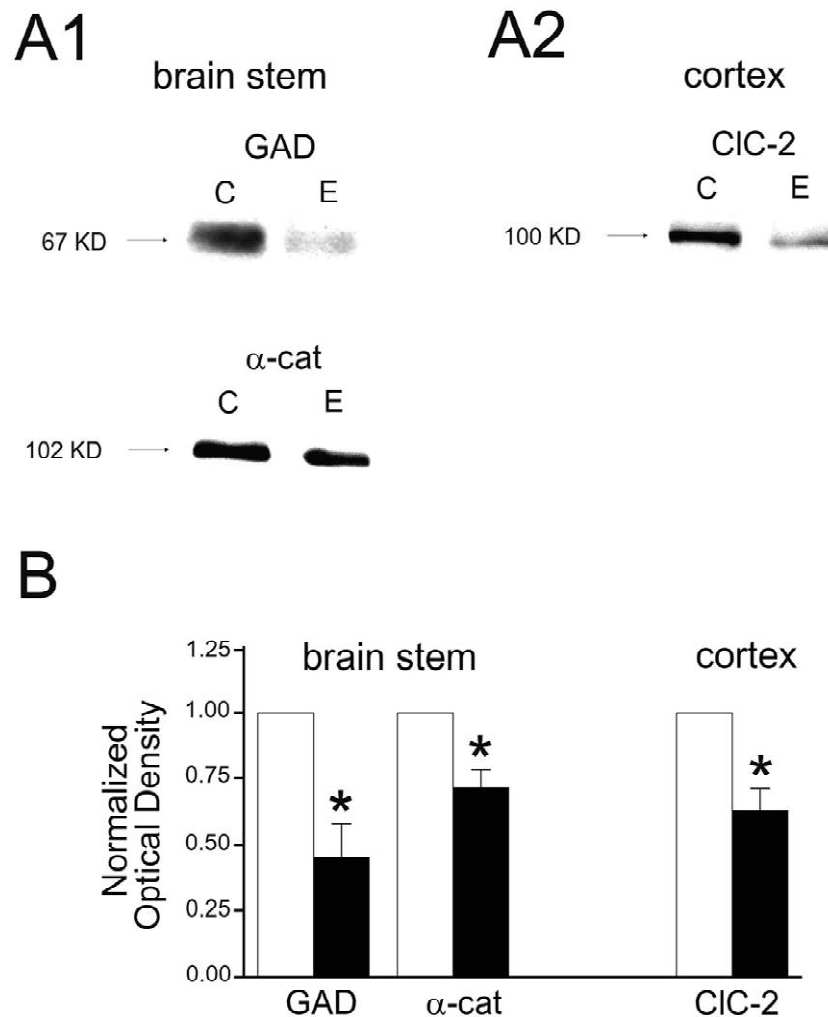 A1
A2
brain stem
cortex
GAD
ClC-2
C E
C E
67 KD
100 KD
α-cat
C E
102 KD
B
1.25
brain stem
cortex
1.00
*
*
*
0.75
0.50
0.25
0.00
Normalized
Optical Density
GAD
α-cat
ClC-2